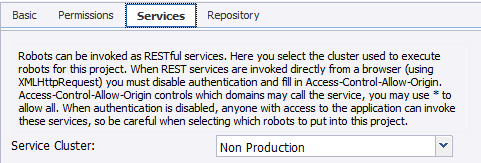 Basic Permissions Services Repository
Robots can be invoked as RESTful services. Here you select the cluster used to execute
robots for this project. When REST services are invoked directly from a browser (using
XMLHttpRequest) you must disable authentication and fill in Access-Control-Allow-Origin.
Access-Control-Allow-Origin controls which domains may call the service, you may use * to
allow all. When authentication is disabled, anyone with access to the application can invoke
these services, so be careful when selecting which robots to put into this project.
Service Cluster: Non Production